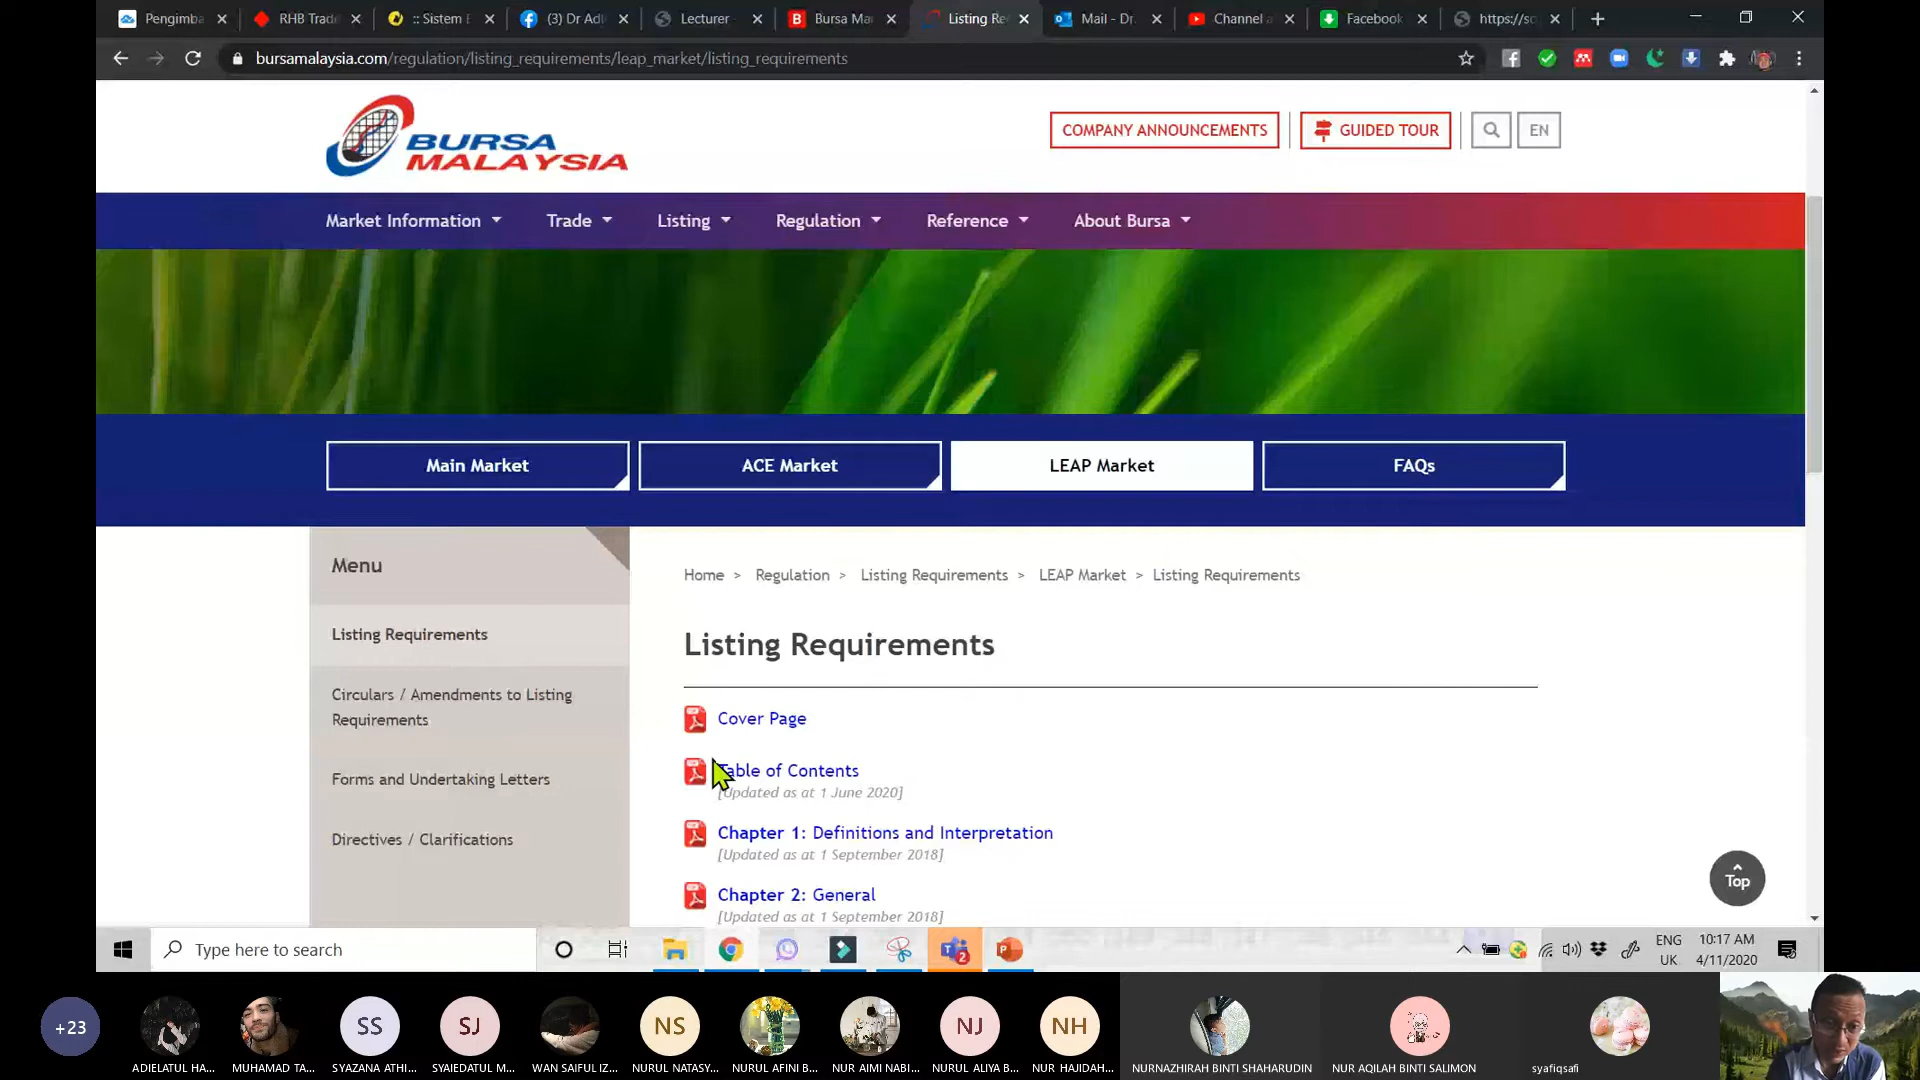 Pengimba
RHB Trade
:: Sistem E
(3) Dr Adi
Lecturer
Bursa Mar
Listing Re
Mail - Dr.
Channel a
Facebook
https://sc
bursamalaysia.com/regulation/listing_requirements/leap_market/listing_requirements
BURSA
MALAYSIA
COMPANY ANNOUNCEMENTS
GUIDED TOUR
EN
Market Information
Trade
Listing
Regulation
Reference
About Bursa
Main Market
ACE Market
LEAP Market
FAQs
Menu
Listing Requirements
Circulars / Amendments to Listing
Requirements
Forms and Undertaking Letters
Directives / Clarifications
Home > Regulation > Listing Requirements > LEAP Market > Listing Requirements
Listing Requirements
Cover Page
Table of Contents
[Updated as at 1 June 2020]
Chapter 1: Definitions and Interpretation
[Updated as at 1 September 2018]
Chapter 2: General
[Updated as at 1 September 2018]
Top
Type here to search
2
ENG
UK
10:17 AM
4/11/2020
+23
SS
SJ
NS
NJ
NH
ADIELATUL HA...
MUHAMAD TA...
SYAZANA ATHI...
SYAIEDATUL M...
WAN SAIFUL IZ...
NURUL NATASY...
NURUL AFINI B...
NUR AIMI NABI...
NURUL ALIYA B...
NUR HAJIDAH...
NURNAZHIRAH BINTI SHAHARUDIN
NUR AQILAH BINTI SALIMON
syafiqsafi